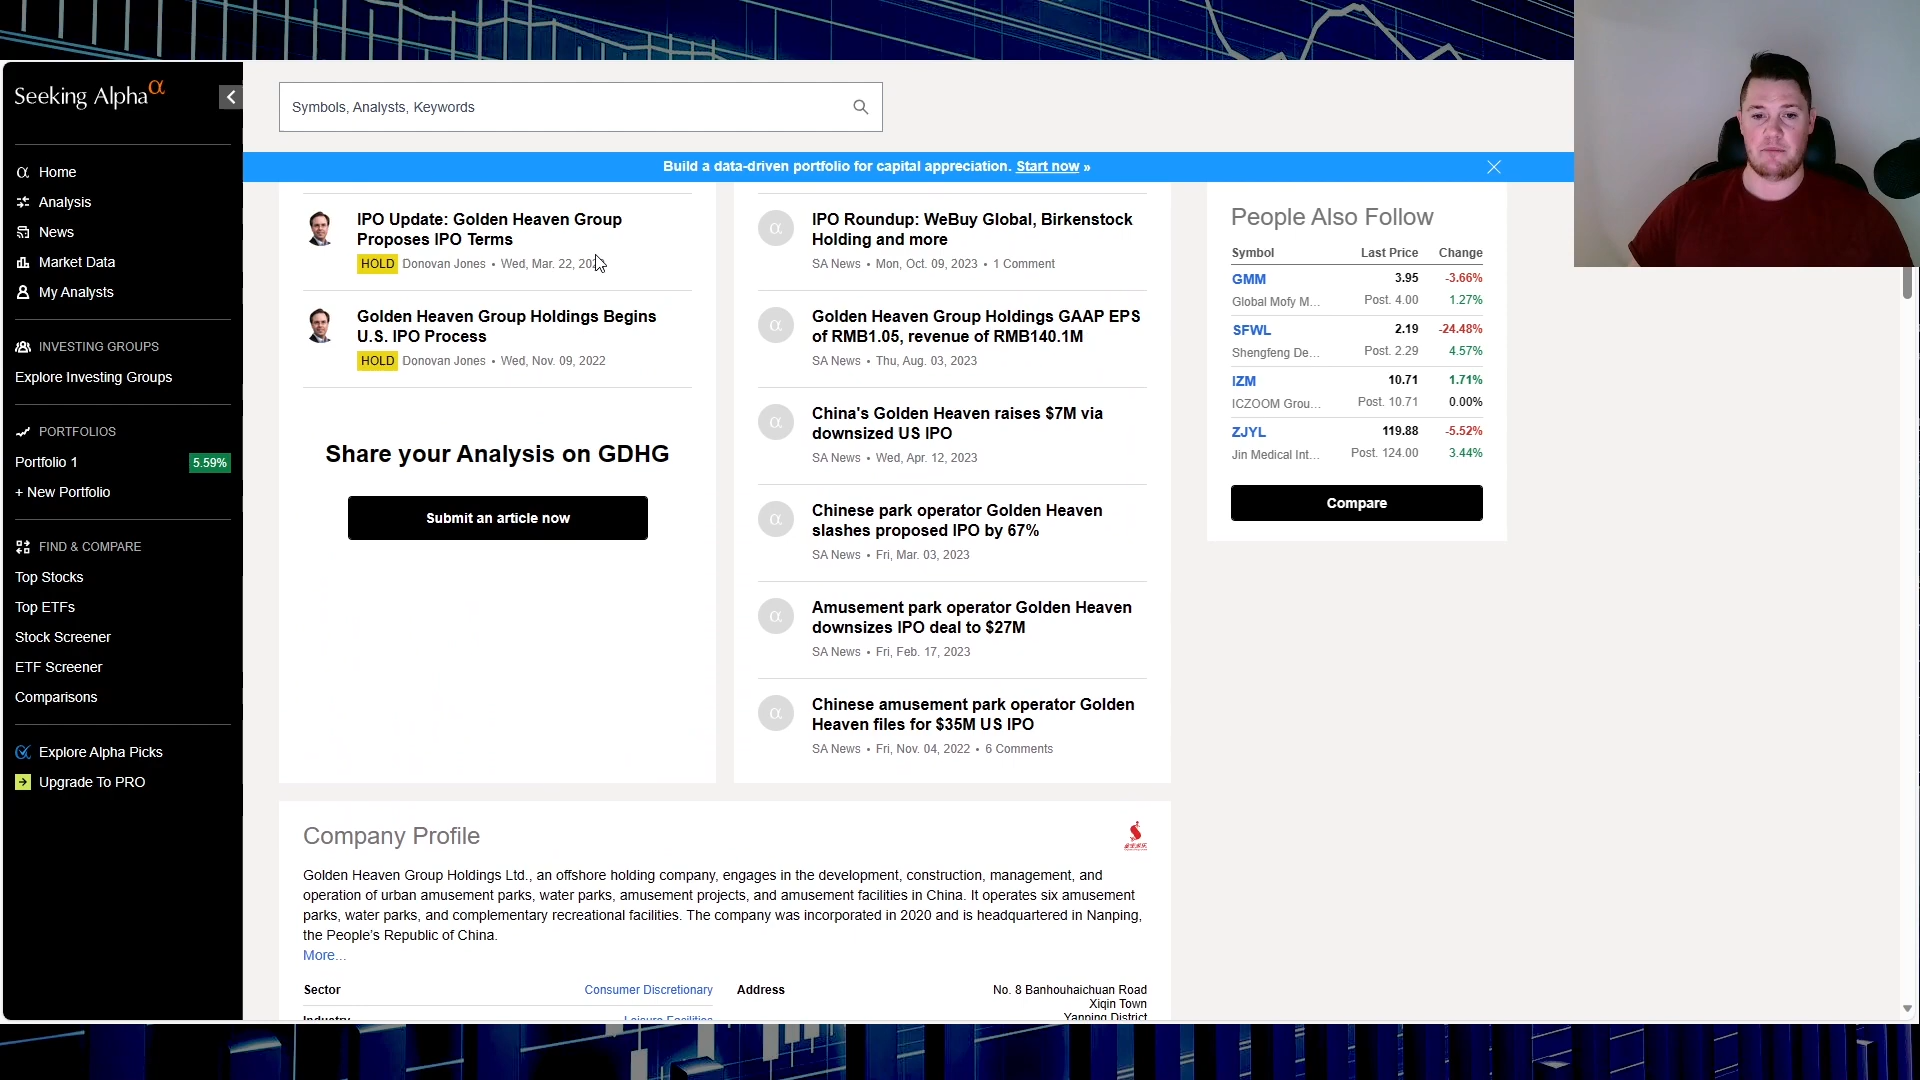 Seeking Alpha α
Symbols, Analysts, Keywords
Build a data-driven portfolio for capital appreciation. Start now »
Home
Analysis
News
Market Data
My Analysts
INVESTING GROUPS
Explore Investing Groups
PORTFOLIOS
Portfolio 1 5.59%
+ New Portfolio
FIND & COMPARE
Top Stocks
Top ETFs
Stock Screener
ETF Screener
Comparisons
Explore Alpha Picks
Upgrade To PRO
IPO Update: Golden Heaven Group
Proposes IPO Terms
HOLD Donovan Jones • Wed, Mar. 22,
Golden Heaven Group Holdings Begins
U.S. IPO Process
HOLD Donovan Jones • Wed, Nov. 09, 2022
Share your Analysis on GDHG
Submit an article now
IPO Roundup: WeBuy Global, Birkenstock
Holding and more
SA News • Mon, Oct. 09, 2023 • 1 Comment
Golden Heaven Group Holdings GAAP EPS
of RMB1.05, revenue of RMB140.1M
SA News • Thu, Aug. 03, 2023
China's Golden Heaven raises $7M via
downsized US IPO
SA News • Wed, Apr. 12, 2023
Chinese park operator Golden Heaven
slashes proposed IPO by 67%
SA News • Fri, Mar. 03, 2023
Amusement park operator Golden Heaven
downsizes IPO deal to $27M
SA News • Fri, Feb. 17, 2023
Chinese amusement park operator Golden
Heaven files for $35M US IPO
SA News • Fri, Nov. 04, 2022 • 6 Comments
People Also Follow
Symbol Last Price Change
GMM 3.95 -3.66%
Global Mofy M... Post. 4.00 1.27%
SFWL 2.19 -24.48%
Shengfeng De... Post. 2.29 4.57%
IZM 10.71 1.71%
ICZOOM Grou... Post. 10.71 0.00%
ZJYL 119.88 -5.52%
Jin Medical Int... Post. 124.00 3.44%
Compare
Company Profile
Golden Heaven Group Holdings Ltd., an offshore holding company, engages in the development, construction, management, and
operation of urban amusement parks, water parks, amusement projects, and amusement facilities in China. It operates six amusement
parks, water parks, and complementary recreational facilities. The company was incorporated in 2020 and is headquartered in Nanping,
the People's Republic of China.
More...
Sector Consumer Discretionary
Address No. 8 Banhouhaichuan Road
Xiqin Town
Yanping District
Industry Leisure Facilities